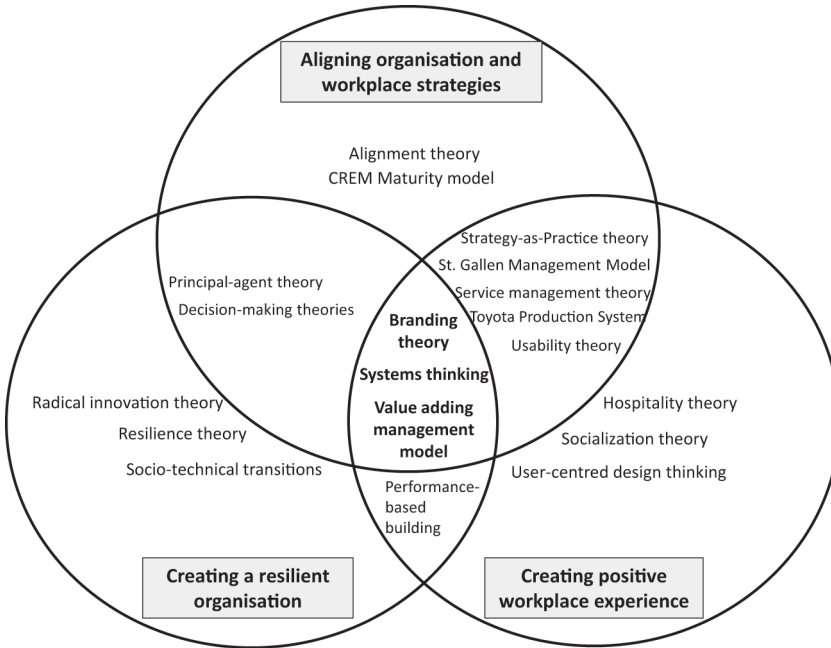 Aligning organisation and
workplace strategies
Alignment theory
CREM Maturity model
Strategy-as-Practice theory
St. Gallen Management Model
Service management theory
Toyota Production System
Usability theory
Principal-agent theory
Decision-making theories
Branding
theory
Systems thinking
Value adding
management
model
Radical innovation theory
Resilience theory
Socio-technical transitions
Hospitality theory
Socialization theory
User-centred design thinking
Performance-
based
building
Creating a resilient
organisation
Creating positive
workplace experience